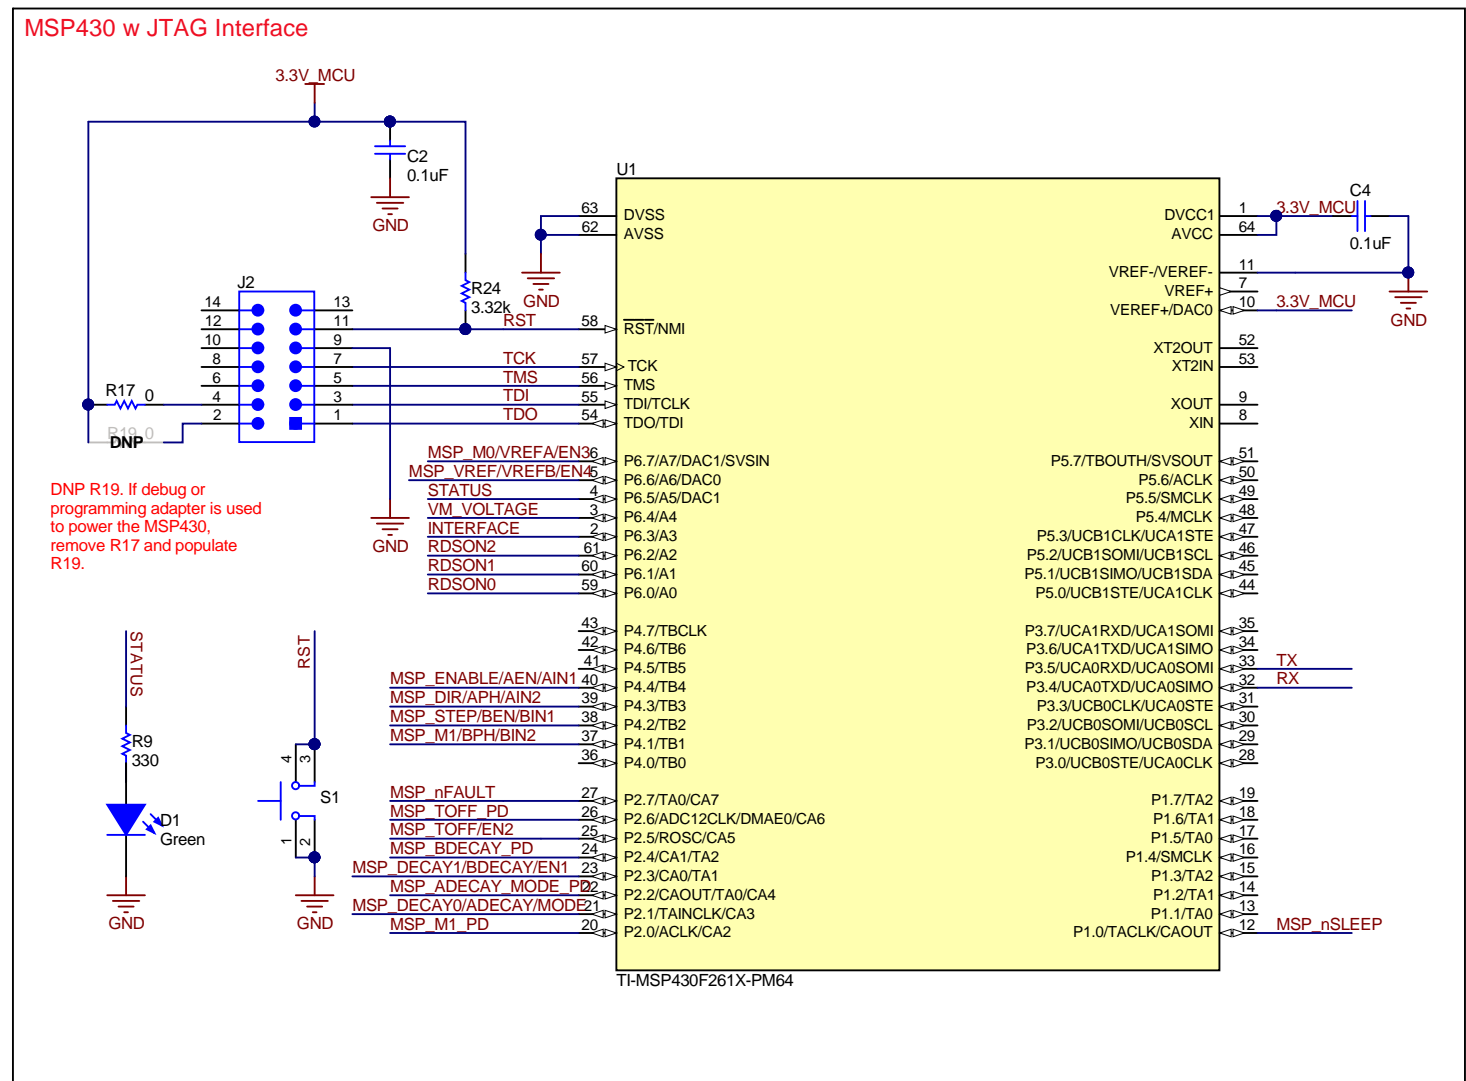 MSP430 w JTAG Interface
3.3V_MCU
C2
0.1uF
GND
J2
14 13
12 11
10 9
8 7
6 5
4 3
2 1
R24
3.32k
R17 0
R19 0
DNP
GND
DNP R19. If debug or
programming adapter is used
to power the MSP430,
remove R17 and populate
R19.
STATUS
R9
330
D1
Green
GND
RST
4 3
S1
1 2
GND
U1
63 DVSS
62 AVSS
GND
RST 58 RST/NMI
TCK 57 TCK
TMS 56 TMS
TDI 55 TDI/TCLK
TDO 54 TDO/TDI
MSP_M0/VREFA/EN3 6 P6.7/A7/DAC1/SVSIN
MSP_VREF/VREFB/EN4 5 P6.6/A6/DAC0
STATUS 4 P6.5/A5/DAC1
VM_VOLTAGE 3 P6.4/A4
INTERFACE 2 P6.3/A3
RDSON2 61 P6.2/A2
RDSON1 60 P6.1/A1
RDSON0 59 P6.0/A0
43 P4.7/TBCLK
42 P4.6/TB6
41 P4.5/TB5
MSP_ENABLE/AEN/AIN1 40 P4.4/TB4
MSP_DIR/APH/AIN2 39 P4.3/TB3
MSP_STEP/BEN/BIN1 38 P4.2/TB2
MSP_M1/BPH/BIN2 37 P4.1/TB1
36 P4.0/TB0
MSP_nFAULT 27 P2.7/TA0/CA7
MSP_TOFF_PD 26 P2.6/ADC12CLK/DMAE0/CA6
MSP_TOFF/EN2 25 P2.5/ROSC/CA5
MSP_BDECAY_PD 24 P2.4/CA1/TA2
MSP_DECAY1/BDECAY/EN1 23 P2.3/CA0/TA1
MSP_ADECAY_MODE_PD 22 P2.2/CAOUT/TA0/CA4
MSP_DECAY0/ADECAY/MODE 21 P2.1/TAINCLK/CA3
MSP_M1_PD 20 P2.0/ACLK/CA2
TI-MSP430F261X-PM64
DVCC1 1 3.3V_MCU
AVCC 64
C4
0.1uF
VREF-/VEREF- 11
VREF+ 7
VEREF+/DAC0 10 3.3V_MCU
GND
XT2OUT 52
XT2IN 53
XOUT 9
XIN 8
P5.7/TBOUTH/SVSOUT 51
P5.6/ACLK 50
P5.5/SMCLK 49
P5.4/MCLK 48
P5.3/UCB1CLK/UCA1STE 47
P5.2/UCB1SOMI/UCB1SCL 46
P5.1/UCB1SIMO/UCB1SDA 45
P5.0/UCB1STE/UCA1CLK 44
P3.7/UCA1RXD/UCA1SOMI 35
P3.6/UCA1TXD/UCA1SIMO 34
P3.5/UCA0RXD/UCA0SOMI 33 TX
P3.4/UCA0TXD/UCA0SIMO 32 RX
P3.3/UCB0CLK/UCA0STE 31
P3.2/UCB0SOMI/UCB0SCL 30
P3.1/UCB0SIMO/UCB0SDA 29
P3.0/UCB0STE/UCA0CLK 28
P1.7/TA2 19
P1.6/TA1 18
P1.5/TA0 17
P1.4/SMCLK 16
P1.3/TA2 15
P1.2/TA1 14
P1.1/TA0 13
P1.0/TACLK/CAOUT 12 MSP_nSLEEP